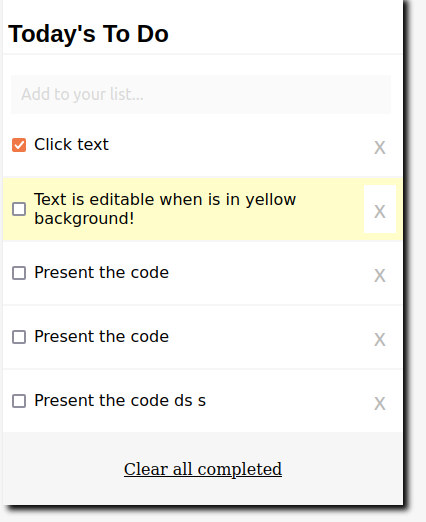 Today's To Do
Add to your list...
Click text
X
Text is editable when is in yellow
background!
X
Present the code
X
Present the code
X
Present the code ds s
X
Clear all completed